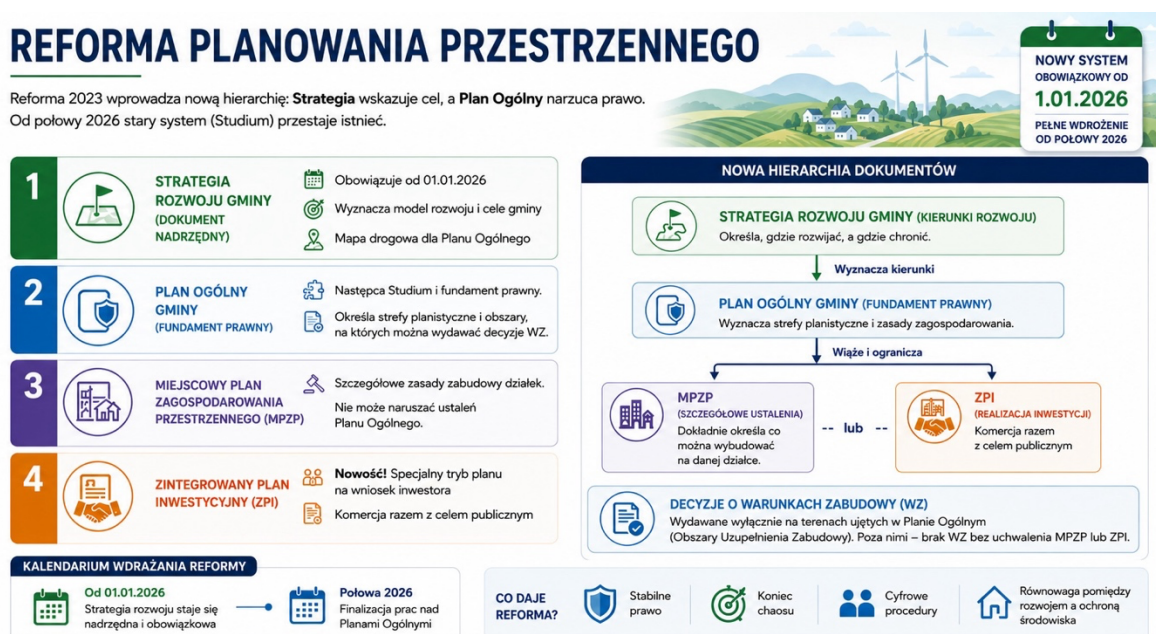 REFORMA PLANOWANIA PRZESTRZENNEGO
Reforma 2023 wprowadza nową hierarchię: Strategia wskazuje cel, a Plan Ogólny narzuca prawo.
Od połowy 2026 stary system (Studium) przestaje istnieć.
NOWY SYSTEM
OBOWIĄZKOWY OD
1.01.2026
PEŁNE WDROŻENIE
OD POŁOWY 2026
1
STRATEGIA
ROZWOJU GMINY
(DOKUMENT
NADRZĘDNY)
Obowiązuje od 01.01.2026
Wyznacza model rozwoju i cele gminy
Mapa drogowa dla Planu Ogólnego
2
PLAN OGÓLNY
GMINY
(FUNDAMENT PRAWNY)
Następca Studium i fundament prawny.
Określa strefy planistyczne i obszary,
na których można wydawać decyzje WZ.
3
MIEJSCOWY PLAN
ZAGOSPODAROWANIA
PRZESTRZENNEGO (MPZP)
Szczegółowe zasady zabudowy działek.
Nie może naruszać ustaleń
Planu Ogólnego.
4
ZINTEGROWANY PLAN
INWESTYCYJNY (ZPI)
Nowość! Specjalny tryb planu
na wniosek inwestora
Komercja razem z celem publicznym
NOWA HIERARCHIA DOKUMENTÓW
STRATEGIA ROZWOJU GMINY (KIERUNKI ROZWOJU)
Określa, gdzie rozwijać, a gdzie chronić.
Wyznacza kierunki
PLAN OGÓLNY GMINY (FUNDAMENT PRAWNY)
Wyznacza strefy planistyczne i zasady zagospodarowania.
Wiąże i ogranicza
MPZP
(SZCZEGÓŁOWE USTALENIA)
Dokładnie określa co
można wybudować
na danej działce.
-- lub --
ZPI
(REALIZACJA INWESTYCJI)
Komercja razem
z celem publicznym
DECYZJE O WARUNKACH ZABUDOWY (WZ)
Wydawane wyłącznie na terenach ujętych w Planie Ogólnym
(Obszary Uzupełnienia Zabudowy). Poza nimi – brak WZ bez uchwalenia MPZP lub ZPI.
KALENDARIUM WDRAŻANIA REFORMY
Od 01.01.2026
Strategia rozwoju staje się
nadrzędna i obowiązkowa
Połowa 2026
Finalizacja prac nad
Planami Ogólnymi
CO DAJE
REFORMA?
Stabilne
prawo
Koniec
chaosu
Cyfrowe
procedury
Równowaga pomiędzy
rozwojem a ochroną
środowiska